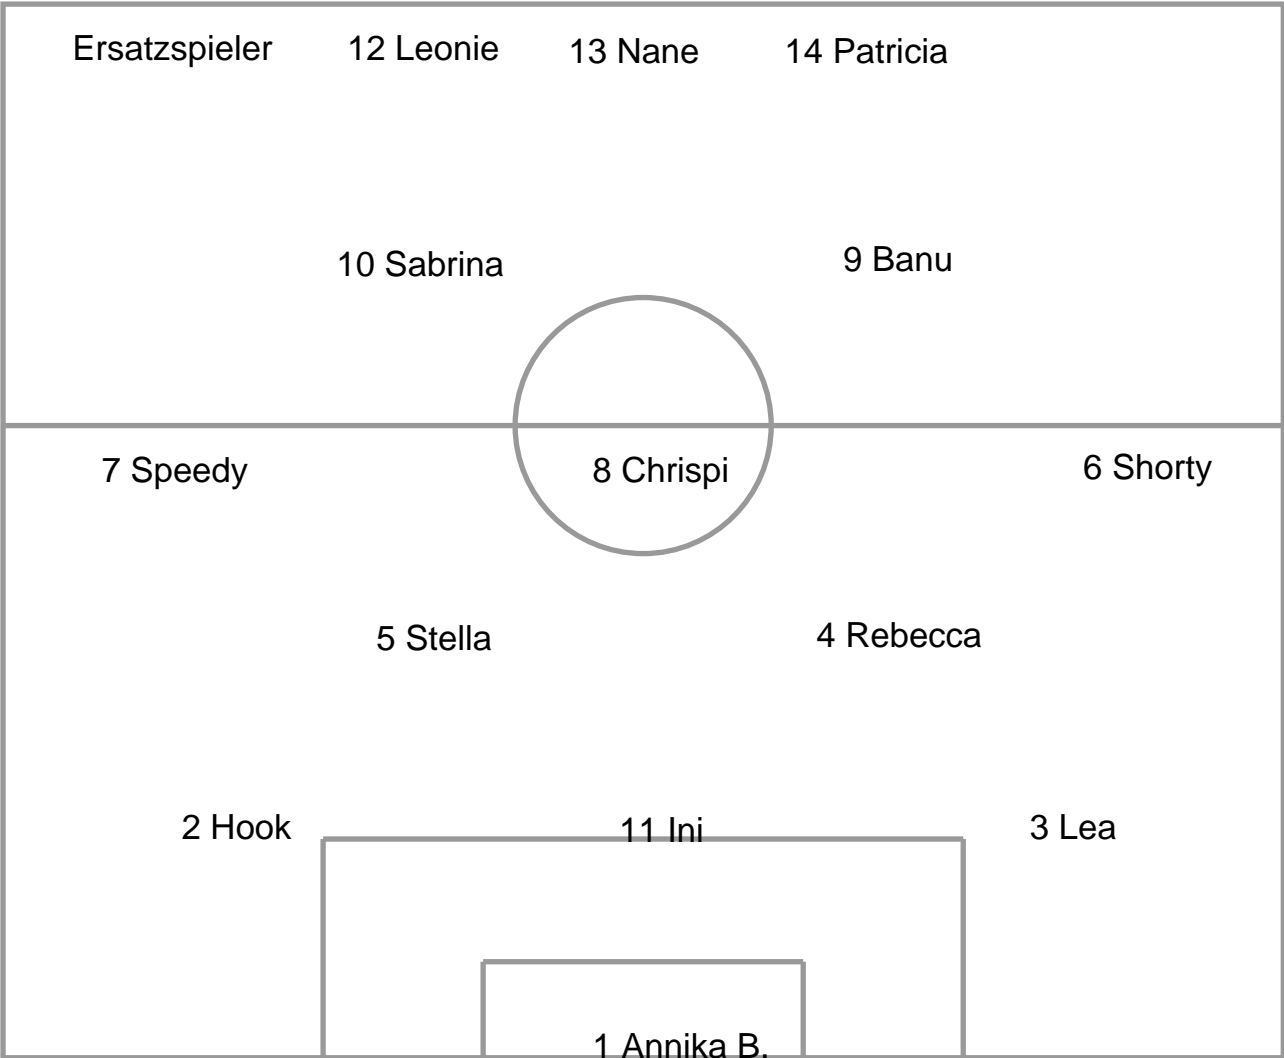 Ersatzspieler 12 Leonie 13 Nane 14 Patricia
10 Sabrina 9 Banu
7 Speedy 8 Chrispi 6 Shorty
5 Stella 4 Rebecca
2 Hook 11 Ini 3 Lea
1 Annika B.